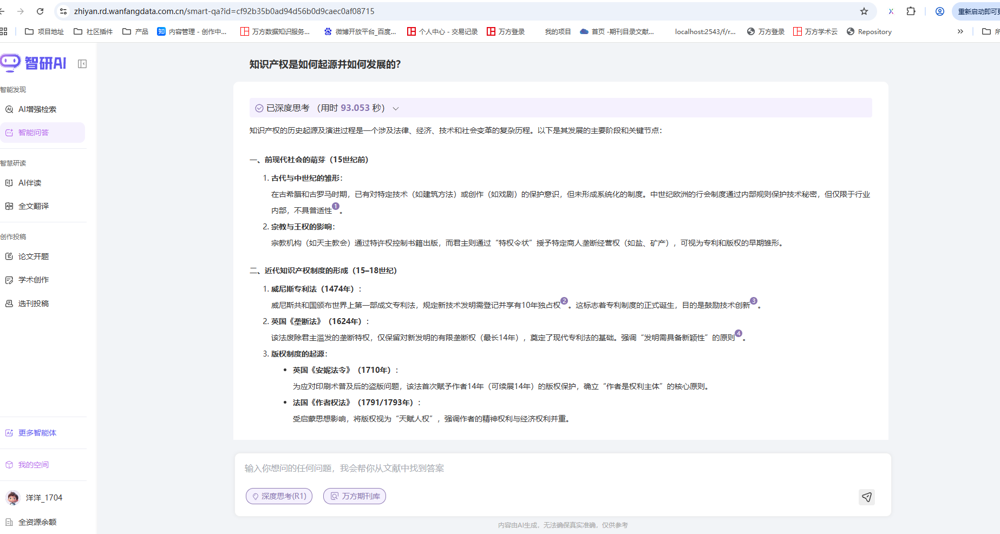 zhiyan.rd.wanfangdata.com.cn/smart-qa?id=cf92b35b0ad94d56b0d9caec0af08715
重新启动即可更
项目地址
社区插件
产品
知 内容管理 - 创作中...
万方数据知识服务...
微博开放平台_百度...
个人中心 - 交易记录
万方登录
我的项目
首页 -期刊目录文献...
localhost:2543/f/r...
万方登录
万方学术云
Repository
智研AI
智能发现
AI增强检索
智能问答
智慧研读
AI伴读
全文翻译
创作投稿
论文开题
学术创作
选刊投稿
更多智能体
我的空间
洋洋_1704
全资源余额
知识产权是如何起源并如何发展的？
已深度思考 （用时 93.053 秒）
知识产权的历史起源及演进过程是一个涉及法律、经济、技术和社会变革的复杂历程。以下是其发展的主要阶段和关键节点：
一、前现代社会的萌芽（15世纪前）
1. 古代与中世纪的雏形：
在古希腊和古罗马时期，已有对特定技术（如建筑方法）或创作（如戏剧）的保护意识，但未形成系统化的制度。中世纪欧洲的行会制度通过内部规则保护技术秘密，但仅限于行业
内部，不具普适性1。
2. 宗教与王权的影响：
宗教机构（如天主教会）通过特许权控制书籍出版，而君主则通过“特权令状”授予特定商人垄断经营权（如盐、矿产），可视为专利和版权的早期雏形。
二、近代知识产权制度的形成（15–18世纪）
1. 威尼斯专利法（1474年）：
威尼斯共和国颁布世界上第一部成文专利法，规定新技术发明需登记并享有10年独占权2。这标志着专利制度的正式诞生，目的是鼓励技术创新3。
2. 英国《垄断法》（1624年）：
该法废除君主滥发的垄断特权，仅保留对新发明的有限垄断权（最长14年），奠定了现代专利法的基础。强调“发明需具备新颖性”的原则4。
3. 版权制度的起源：
• 英国《安妮法令》（1710年）：
为应对印刷术普及后的盗版问题，该法首次赋予作者14年（可续展14年）的版权保护，确立“作者是权利主体”的核心原则。
• 法国《作者权法》（1791/1793年）：
受启蒙思想影响，将版权视为“天赋人权”，强调作者的精神权利与经济权利并重。
输入你想问的任何问题，我会帮你从文献中找到答案
深度思考(R1)
万方期刊库
内容由AI生成，无法确保真实准确，仅供参考